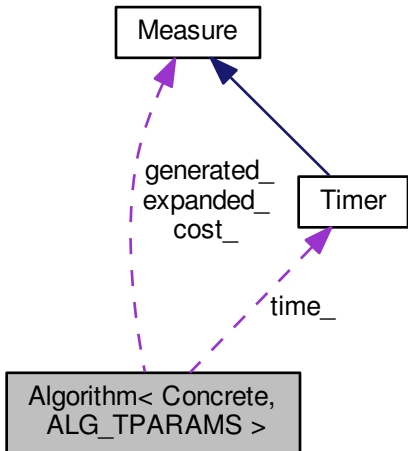 Measure
generated_
expanded_
cost_
Timer
time_
Algorithm< Concrete,
ALG_TPARAMS >